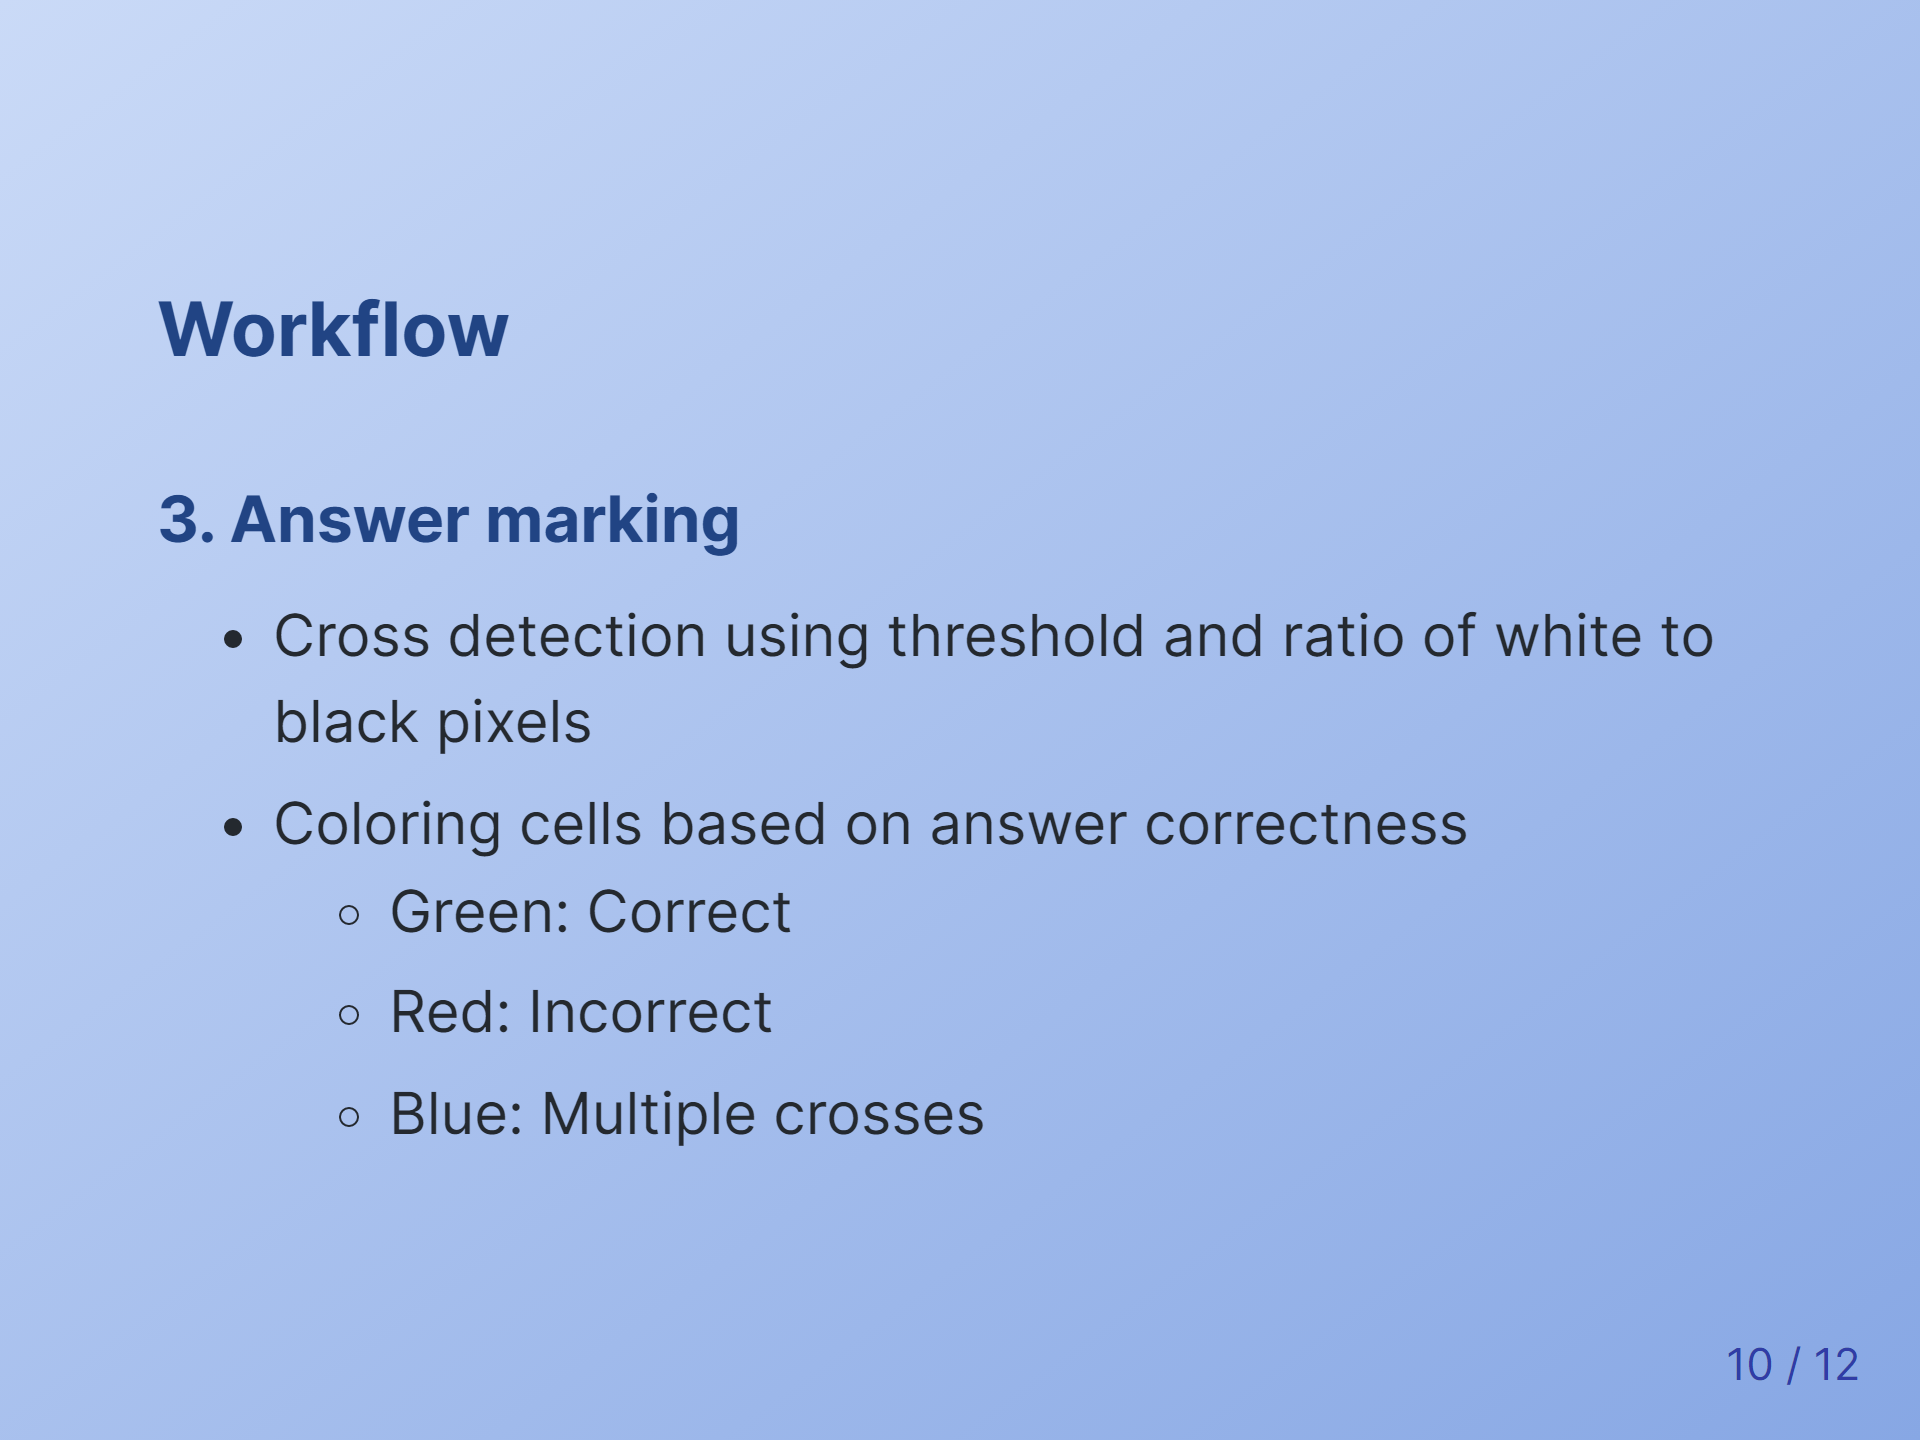 Workflow
3. Answer marking
• Cross detection using threshold and ratio of white to
black pixels
• Coloring cells based on answer correctness
○ Green: Correct
○ Red: Incorrect
○ Blue: Multiple crosses
10 / 12